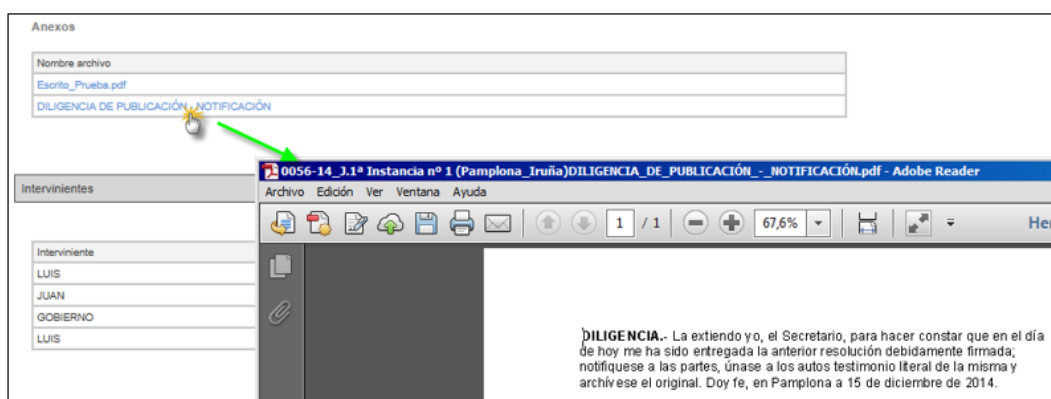 Anexos
Nombre archivo
Escrito_Prueba.pdf
DILIGENCIA DE PUBLICACIÓN - NOTIFICACIÓN
0056-14_J.1ª Instancia nº 1 (Pamplona_Iruña)DILIGENCIA_DE_PUBLICACIÓN_-_NOTIFICACIÓN.pdf - Adobe Reader
Intervinientes
Archivo Edición Ver Ventana Ayuda
1 / 1 67,6% Her
Interviniente
LUIS
JUAN
GOBIERNO
LUIS
DILIGENCIA.- La extiendo yo, el Secretario, para hacer constar que en el día
de hoy me ha sido entregada la anterior resolución debidamente firmada;
notifíquese a las partes, únase a los autos testimonio literal de la misma y
archívese el original. Doy fe, en Pamplona a 15 de diciembre de 2014.